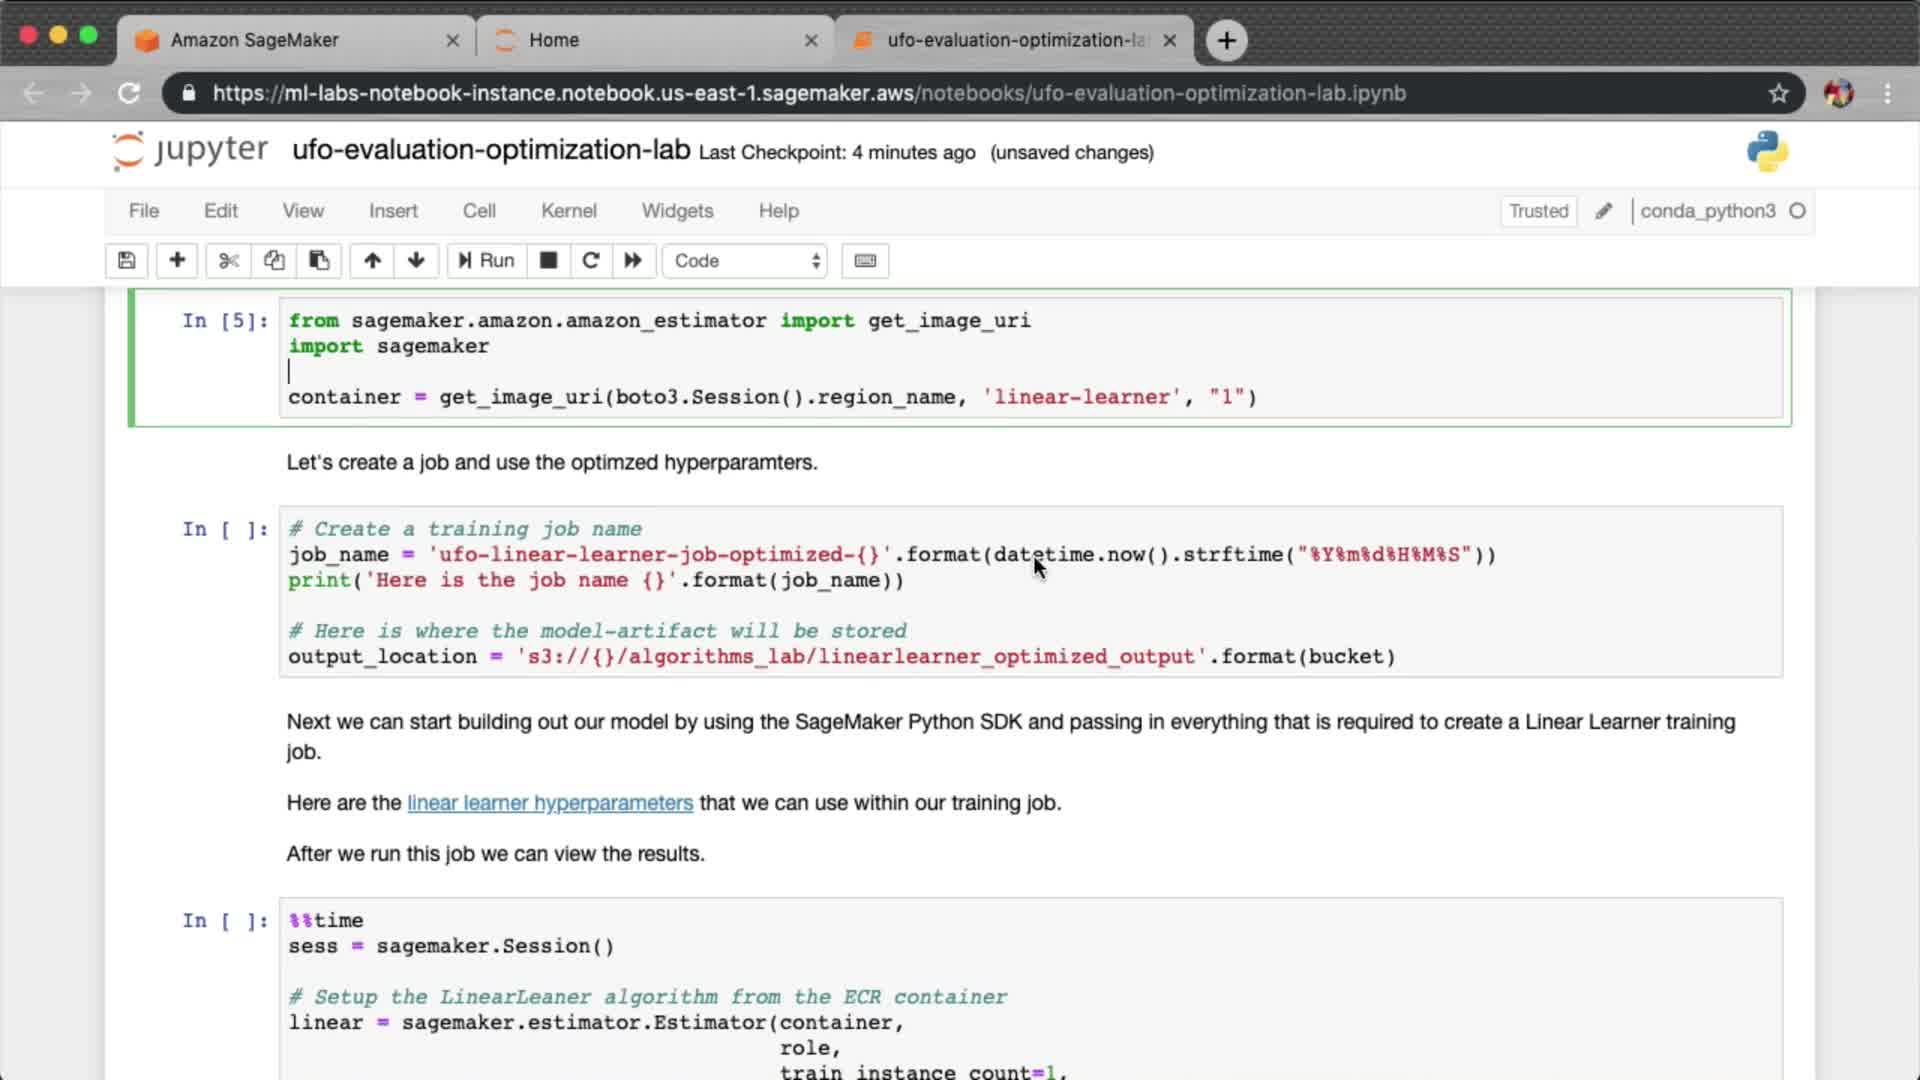 Amazon SageMaker
Home
ufo-evaluation-optimization-la
https://ml-labs-notebook-instance.notebook.us-east-1.sagemaker.aws/notebooks/ufo-evaluation-optimization-lab.ipynb
jupyter ufo-evaluation-optimization-lab Last Checkpoint: 4 minutes ago (unsaved changes)
File Edit View Insert Cell Kernel Widgets Help Trusted conda_python3
Run Code
In [5]: from sagemaker.amazon.amazon_estimator import get_image_uri
import sagemaker
container = get_image_uri(boto3.Session().region_name, 'linear-learner', "1")
Let's create a job and use the optimzed hyperparamters.
In [ ]: # Create a training job name
job_name = 'ufo-linear-learner-job-optimized-{}'.format(datetime.now().strftime("%Y%m%d%H%M%S"))
print('Here is the job name {}'.format(job_name))
# Here is where the model-artifact will be stored
output_location = 's3://{}/algorithms_lab/linearlearner_optimized_output'.format(bucket)
Next we can start building out our model by using the SageMaker Python SDK and passing in everything that is required to create a Linear Learner training
job.
Here are the linear learner hyperparameters that we can use within our training job.
After we run this job we can view the results.
In [ ]: %%time
sess = sagemaker.Session()
# Setup the LinearLeaner algorithm from the ECR container
linear = sagemaker.estimator.Estimator(container,
role,
train_instance_count=1,